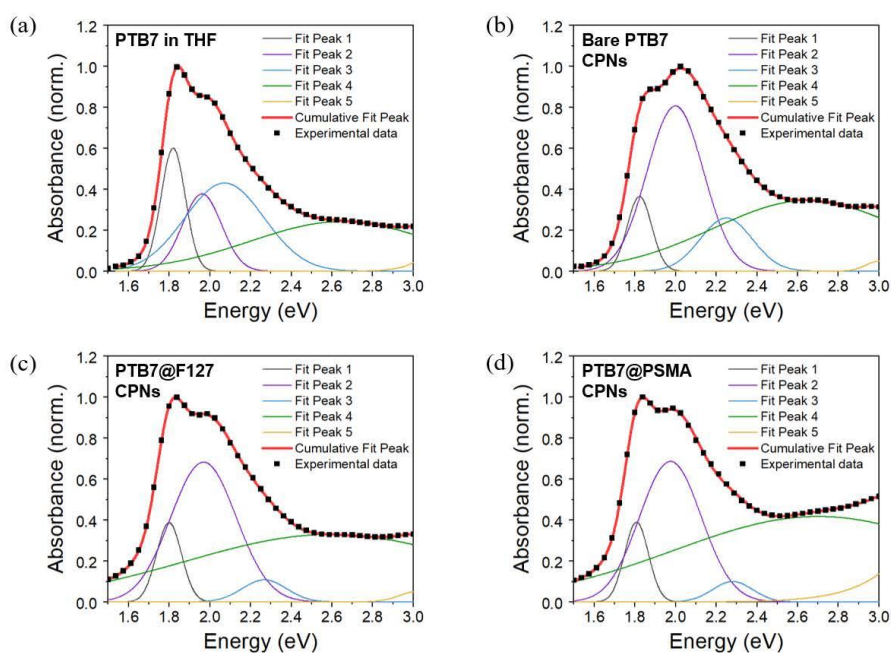 (a)
PTB7 in THF
Fit Peak 1
Fit Peak 2
Fit Peak 3
Fit Peak 4
Fit Peak 5
Cumulative Fit Peak
Experimental data
Absorbance (norm.)
1.2
1.0
0.8
0.6
0.4
0.2
0.0
1.6 1.8 2.0 2.2 2.4 2.6 2.8 3.0
Energy (eV)
(b)
Bare PTB7
CPNs
Fit Peak 1
Fit Peak 2
Fit Peak 3
Fit Peak 4
Fit Peak 5
Cumulative Fit Peak
Experimental data
Absorbance (norm.)
1.2
1.0
0.8
0.6
0.4
0.2
0.0
1.6 1.8 2.0 2.2 2.4 2.6 2.8 3.0
Energy (eV)
(c)
PTB7@F127
CPNs
Fit Peak 1
Fit Peak 2
Fit Peak 3
Fit Peak 4
Fit Peak 5
Cumulative Fit Peak
Experimental data
Absorbance (norm.)
1.2
1.0
0.8
0.6
0.4
0.2
0.0
1.6 1.8 2.0 2.2 2.4 2.6 2.8 3.0
Energy (eV)
(d)
PTB7@PSMA
CPNs
Fit Peak 1
Fit Peak 2
Fit Peak 3
Fit Peak 4
Fit Peak 5
Cumulative Fit Peak
Experimental data
Absorbance (norm.)
1.2
1.0
0.8
0.6
0.4
0.2
0.0
1.6 1.8 2.0 2.2 2.4 2.6 2.8 3.0
Energy (eV)